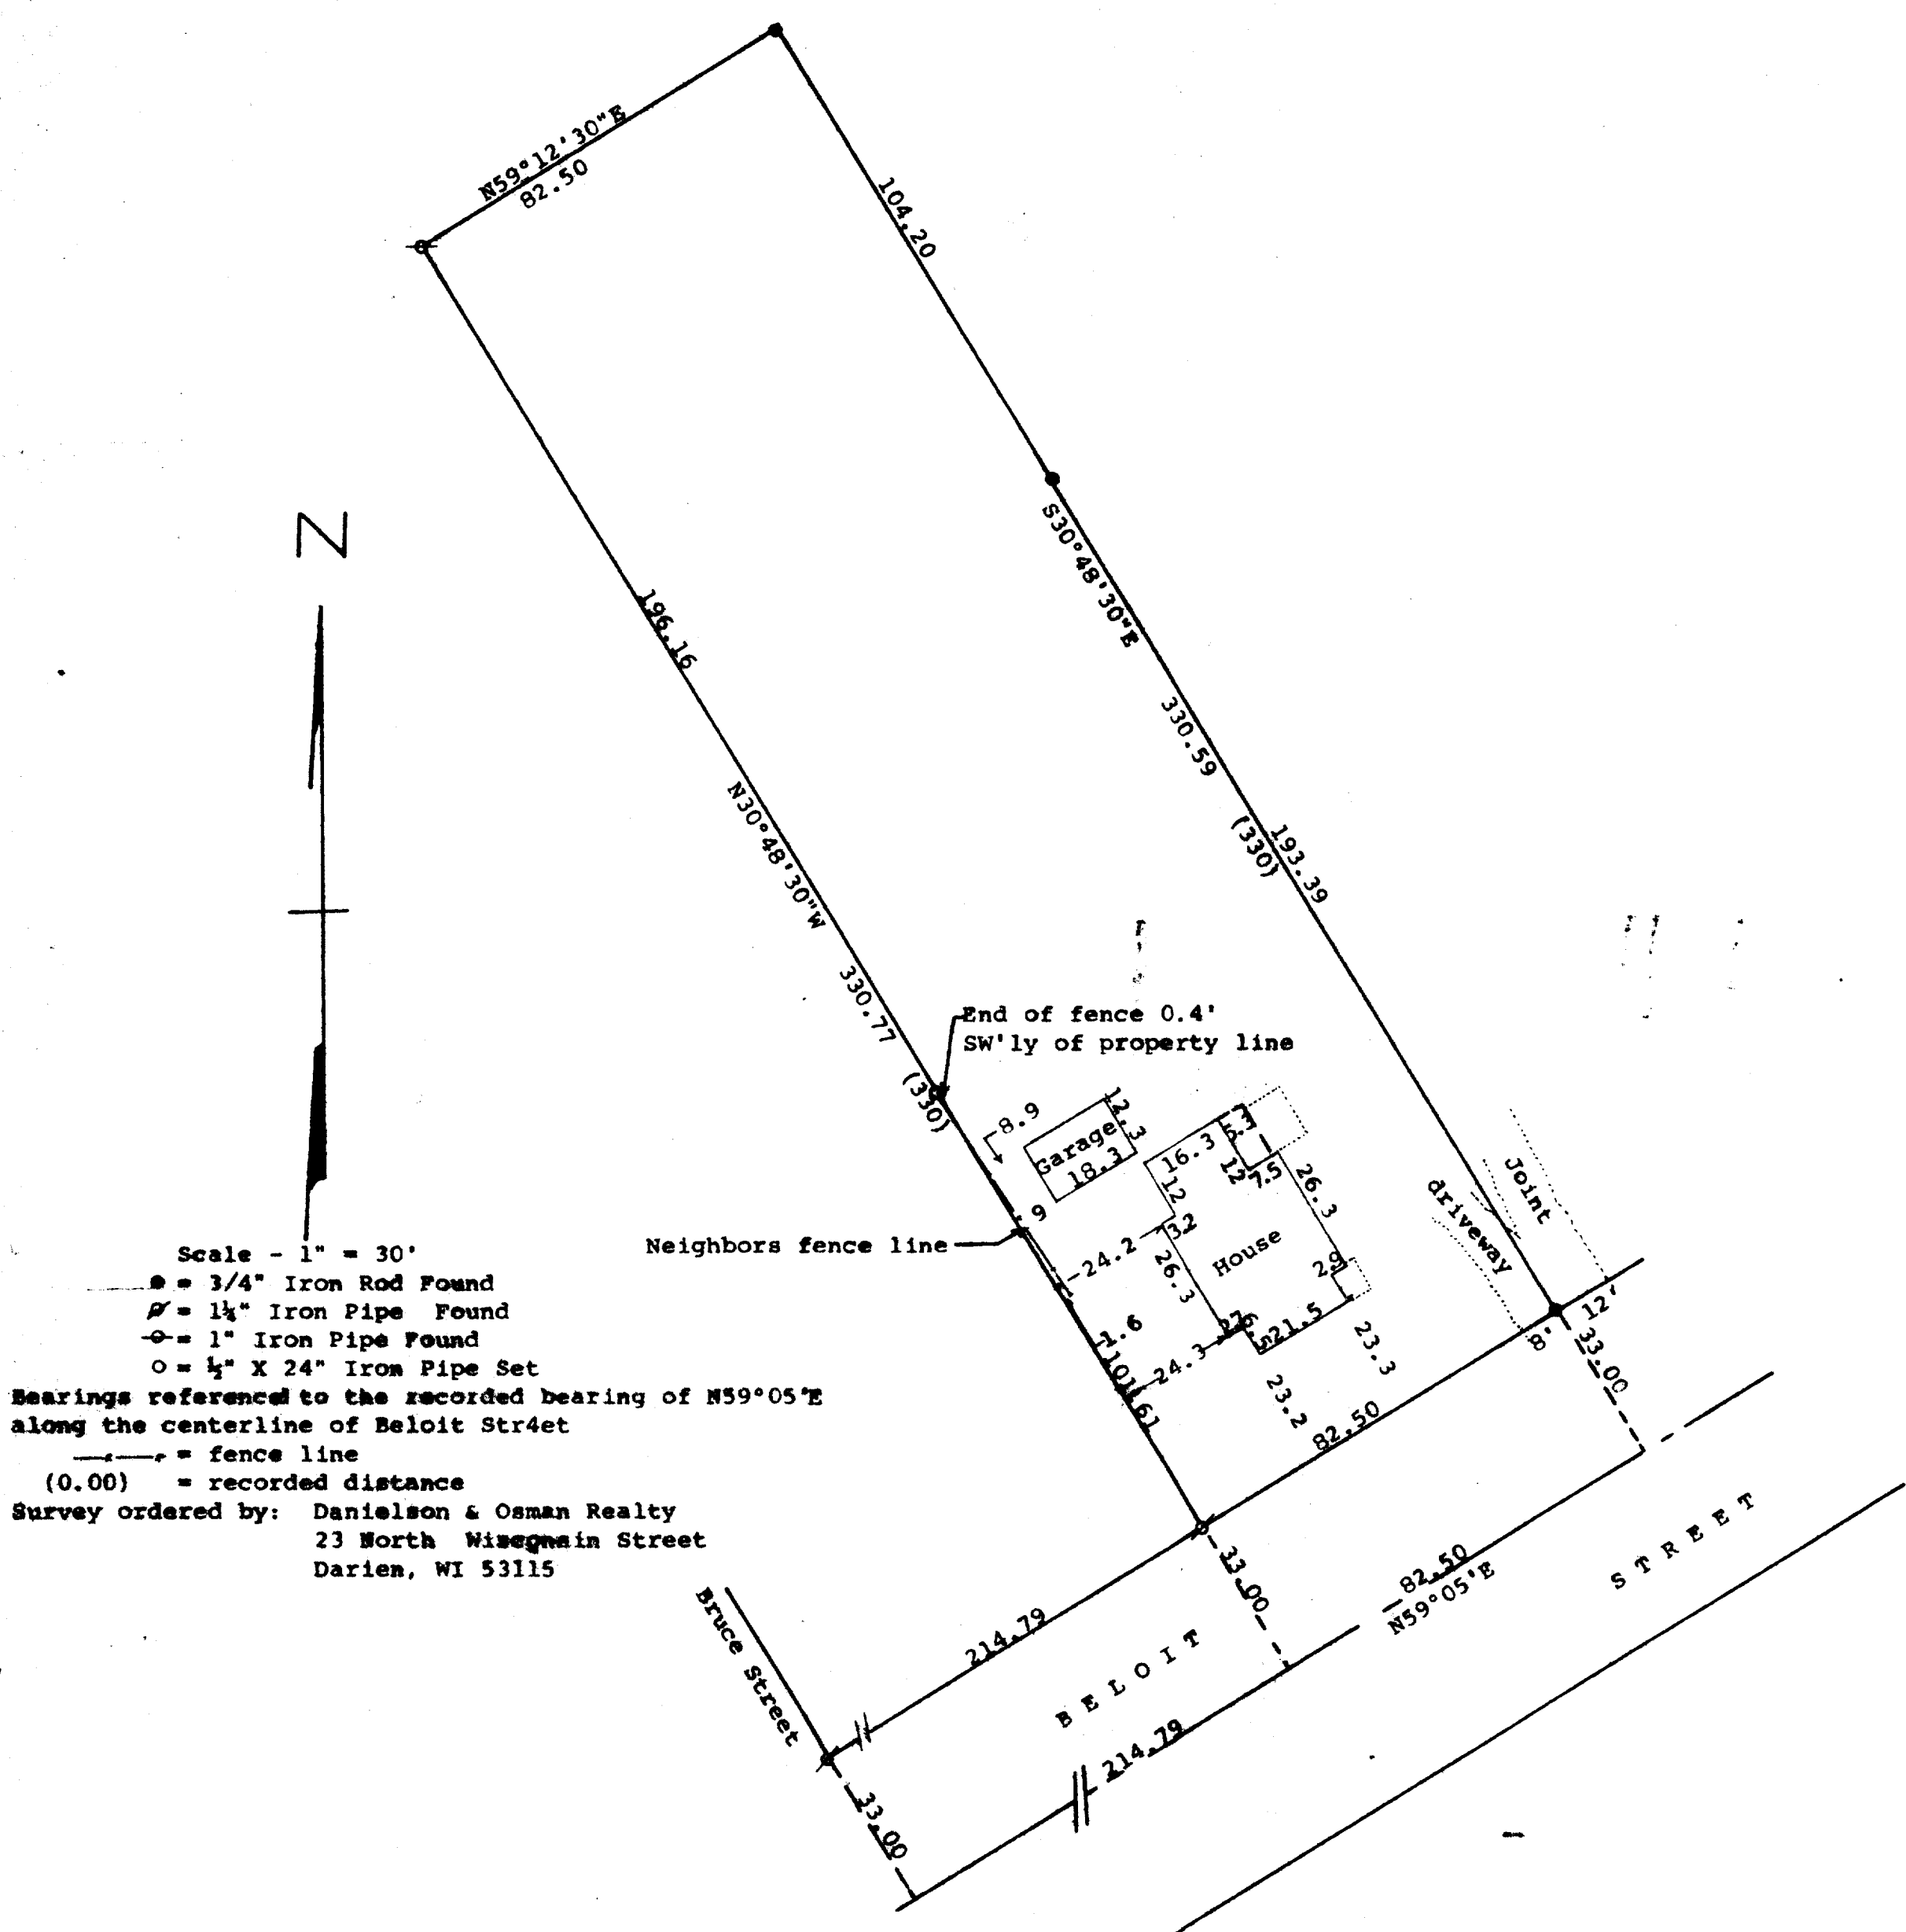 N59°12'30"E
82.50
104.20
S30°48'30"E
N
196.16
330.59
N30°48'30"W
(330)
193.39
330.77
End of fence 0.4'
SW'ly of property line
(330)
8.9
12.3
Garage
18.3
16.3
12
7.5
26.3
Joint
driveway
12
9
Neighbors fence line
24.2
26.3
House
1.6
21.5
24.3
101.61
23.3
23.2
8'
12'
33.00
82.50
Scale - 1" = 30'
= 3/4" Iron Rod Found
= 1¼" Iron Pipe Found
= 1" Iron Pipe Found
= ½" X 24" Iron Pipe Set
Bearings referenced to the recorded bearing of N59°05'E
along the centerline of Beloit Str4et
= fence line
(0.00) = recorded distance
Survey ordered by: Danielson & Osman Realty
23 North Wisconsin Street
Darien, WI 53115
33.00
82.50
N59°05'E
STREET
Bruce Street
214.79
BELOIT
214.79
33.00